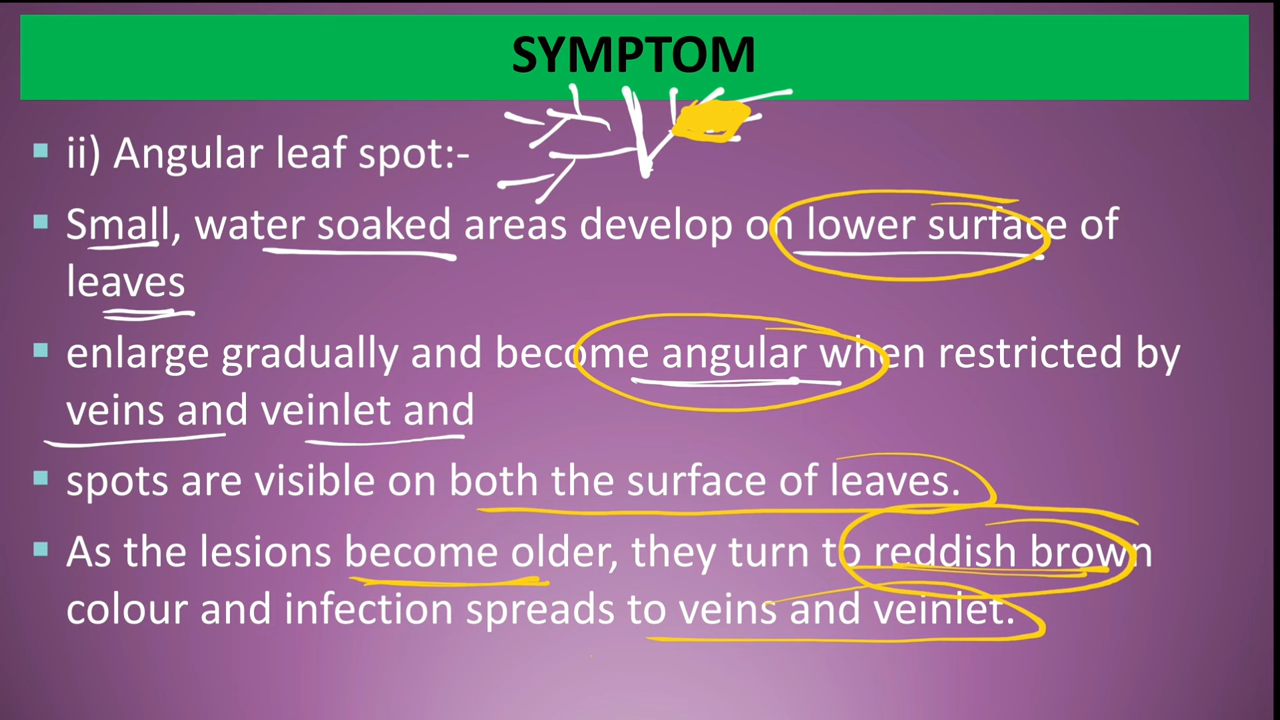 SYMPTOM
ii) Angular leaf spot:-
Small, water soaked areas develop on lower surface of
leaves
enlarge gradually and become angular when restricted by
veins and veinlet and
spots are visible on both the surface of leaves.
As the lesions become older, they turn to reddish brown
colour and infection spreads to veins and veinlet.